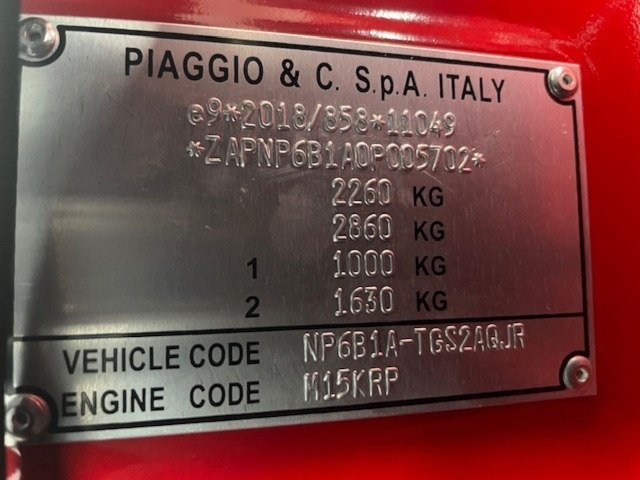 PIAGGIO & C. S.p.A. ITALY
e9*2018/858*11049
*ZAPNP6B1A0P005702*
2260 KG
2860 KG
1 1000 KG
2 1630 KG
VEHICLE CODE NP6B1A-TGS2AQJR
ENGINE CODE M15KRP